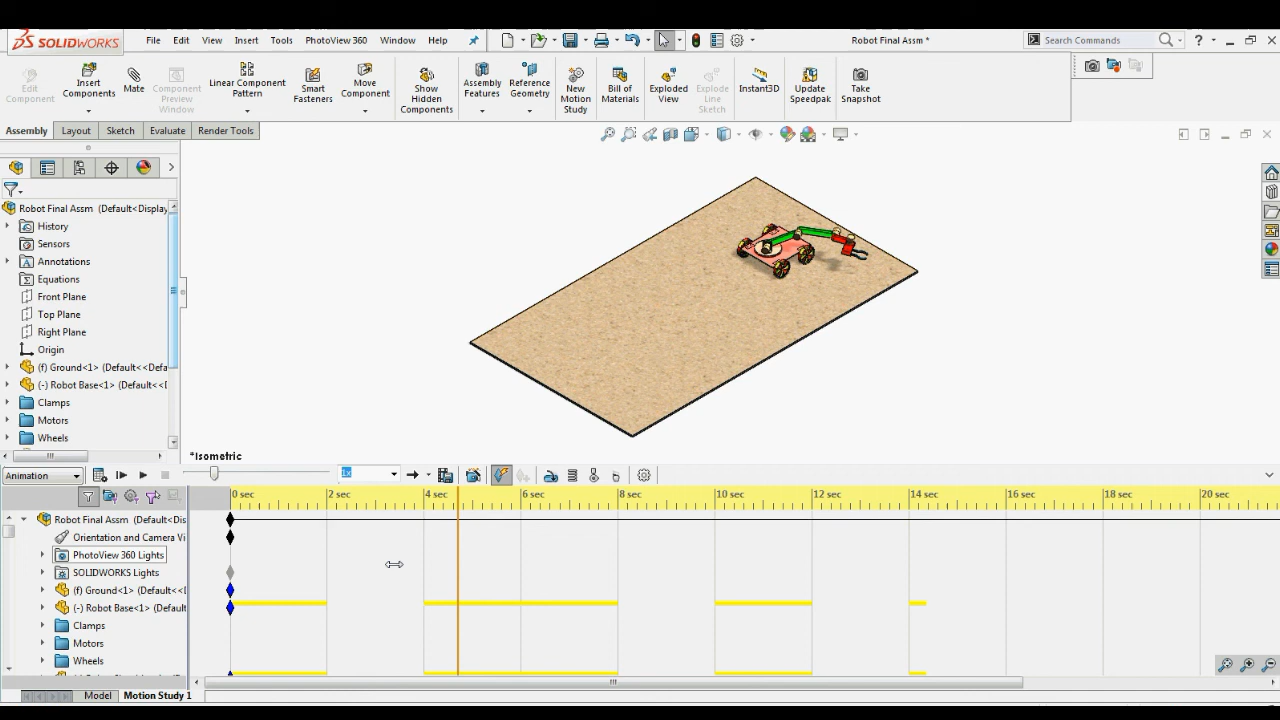 SOLIDWORKS File Edit View Insert Tools PhotoView 360 Window Help Robot Final Assm * Search Commands
Edit Component
Insert Components
Mate
Component Preview Window
Linear Component Pattern
Smart Fasteners
Move Component
Show Hidden Components
Assembly Features
Reference Geometry
New Motion Study
Bill of Materials
Exploded View
Explode Line Sketch
Instant3D
Update Speedpak
Take Snapshot
Assembly Layout Sketch Evaluate Render Tools
Robot Final Assm (Default<Display
History
Sensors
Annotations
Equations
Front Plane
Top Plane
Right Plane
Origin
(f) Ground<1> (Default<<Defa
(-) Robot Base<1> (Default<<D
Clamps
Motors
Wheels
*Isometric
Animation 1x
0 sec 2 sec 4 sec 6 sec 8 sec 10 sec 12 sec 14 sec 16 sec 18 sec 20 sec
Robot Final Assm (Default<Dis
Orientation and Camera Vi
PhotoView 360 Lights
SOLIDWORKS Lights
(f) Ground<1> (Default<<D
(-) Robot Base<1> (Default
Clamps
Motors
Wheels
Model Motion Study 1